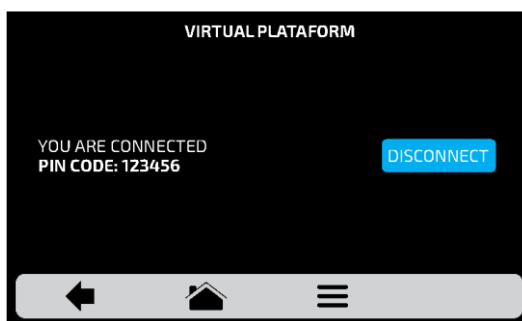 VIRTUAL PLATAFORM
YOU ARE CONNECTED
PIN CODE: 123456
DISCONNECT